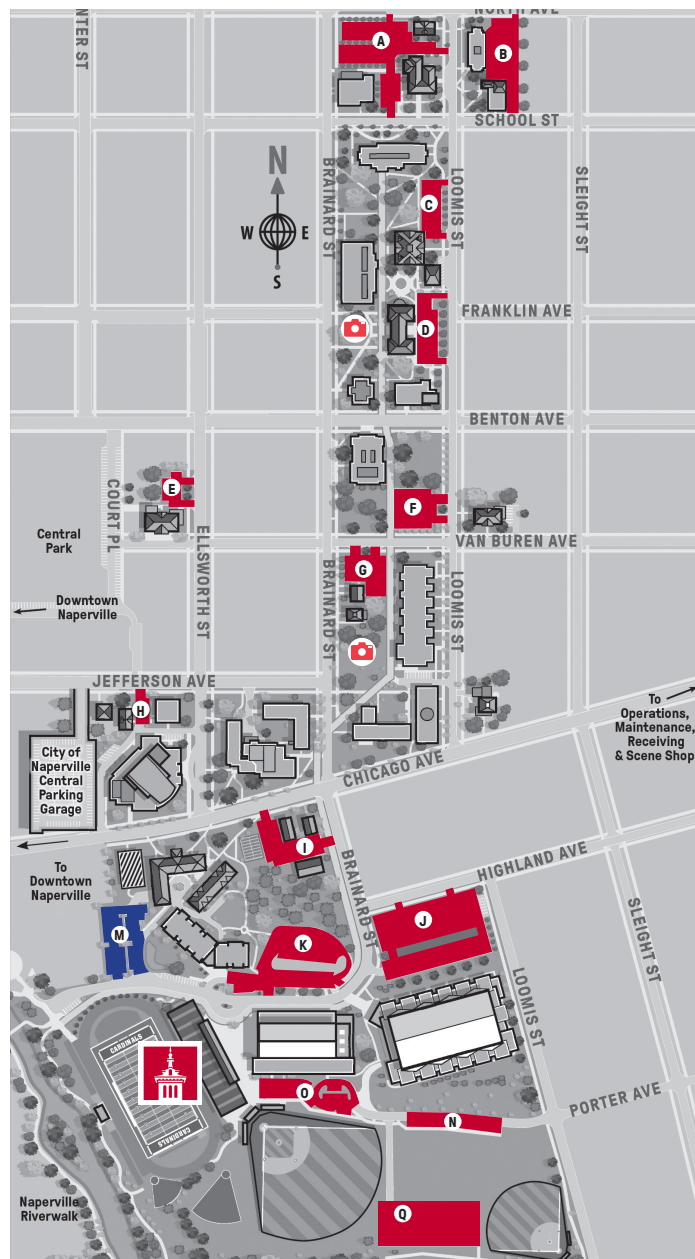 NORTH AVE
NTER ST
A
B
SCHOOL ST
N
W
E
S
BRAINARD ST
LOOMIS ST
SLEIGHT ST
C
FRANKLIN AVE
D
BENTON AVE
COURT PL
E
F
Central
Park
ELLSWORTH ST
VAN BUREN AVE
BRAINARD ST
G
LOOMIS ST
Downtown
Naperville
JEFFERSON AVE
H
To
Operations,
Maintenance,
Receiving
& Scene Shop
City of
Naperville
Central
Parking
Garage
CHICAGO AVE
I
BRAINARD ST
HIGHLAND AVE
To
Downtown
Naperville
J
SLEIGHT ST
M
K
LOOMIS ST
CARDINALS
CARDINALS
O
N
PORTER AVE
Naperville
Riverwalk
Q